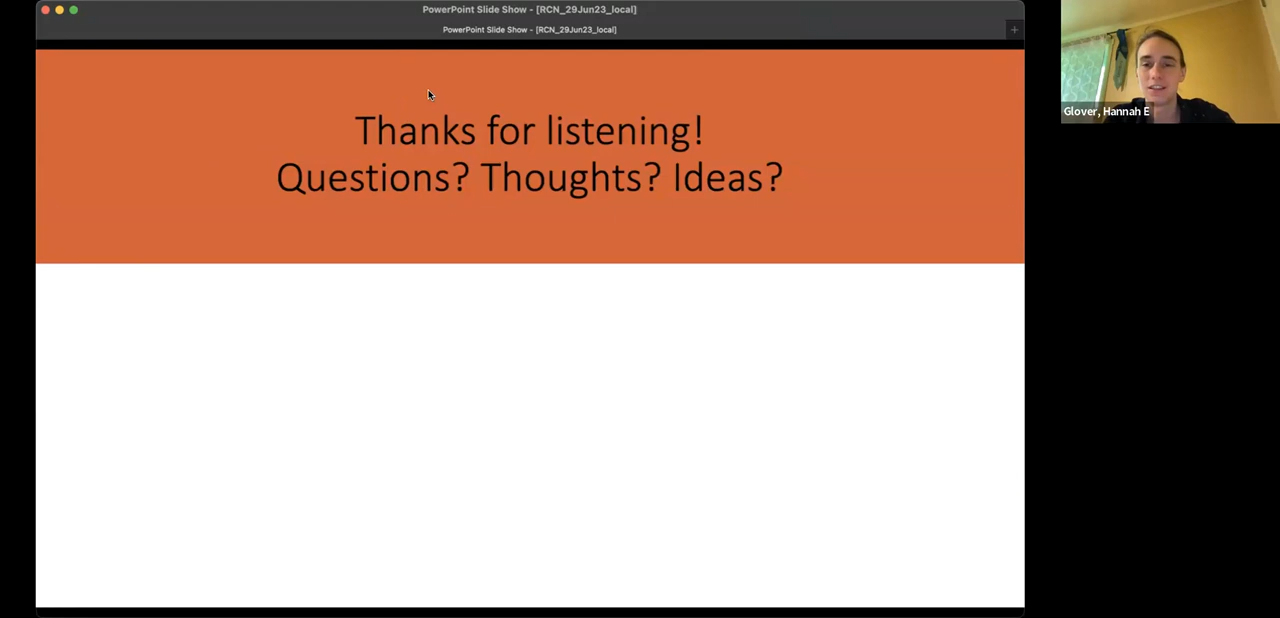 PowerPoint Slide Show - [RCN_29Jun23_local]
PowerPoint Slide Show - [RCN_29Jun23_local]
Thanks for listening!
Questions? Thoughts? Ideas?
Glover, Hannah E